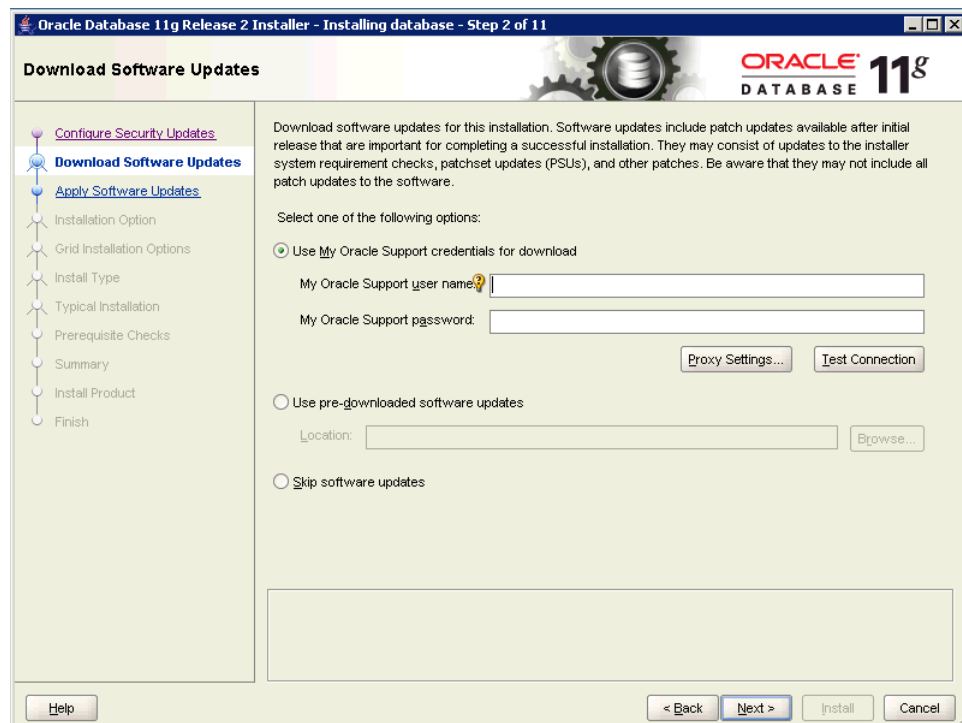 Oracle Database 11g Release 2 Installer - Installing database - Step 2 of 11
Download Software Updates
ORACLE
DATABASE
11g
Configure Security Updates
Download Software Updates
Apply Software Updates
Installation Option
Grid Installation Options
Install Type
Typical Installation
Prerequisite Checks
Summary
Install Product
Finish
Download software updates for this installation. Software updates include patch updates available after initial
release that are important for completing a successful installation. They may consist of updates to the installer
system requirement checks, patchset updates (PSUs), and other patches. Be aware that they may not include all
patch updates to the software.
Select one of the following options:
Use My Oracle Support credentials for download
My Oracle Support user name:
My Oracle Support password:
Proxy Settings... Test Connection
Use pre-downloaded software updates
Location: Browse...
Skip software updates
Help < Back Next > Install Cancel